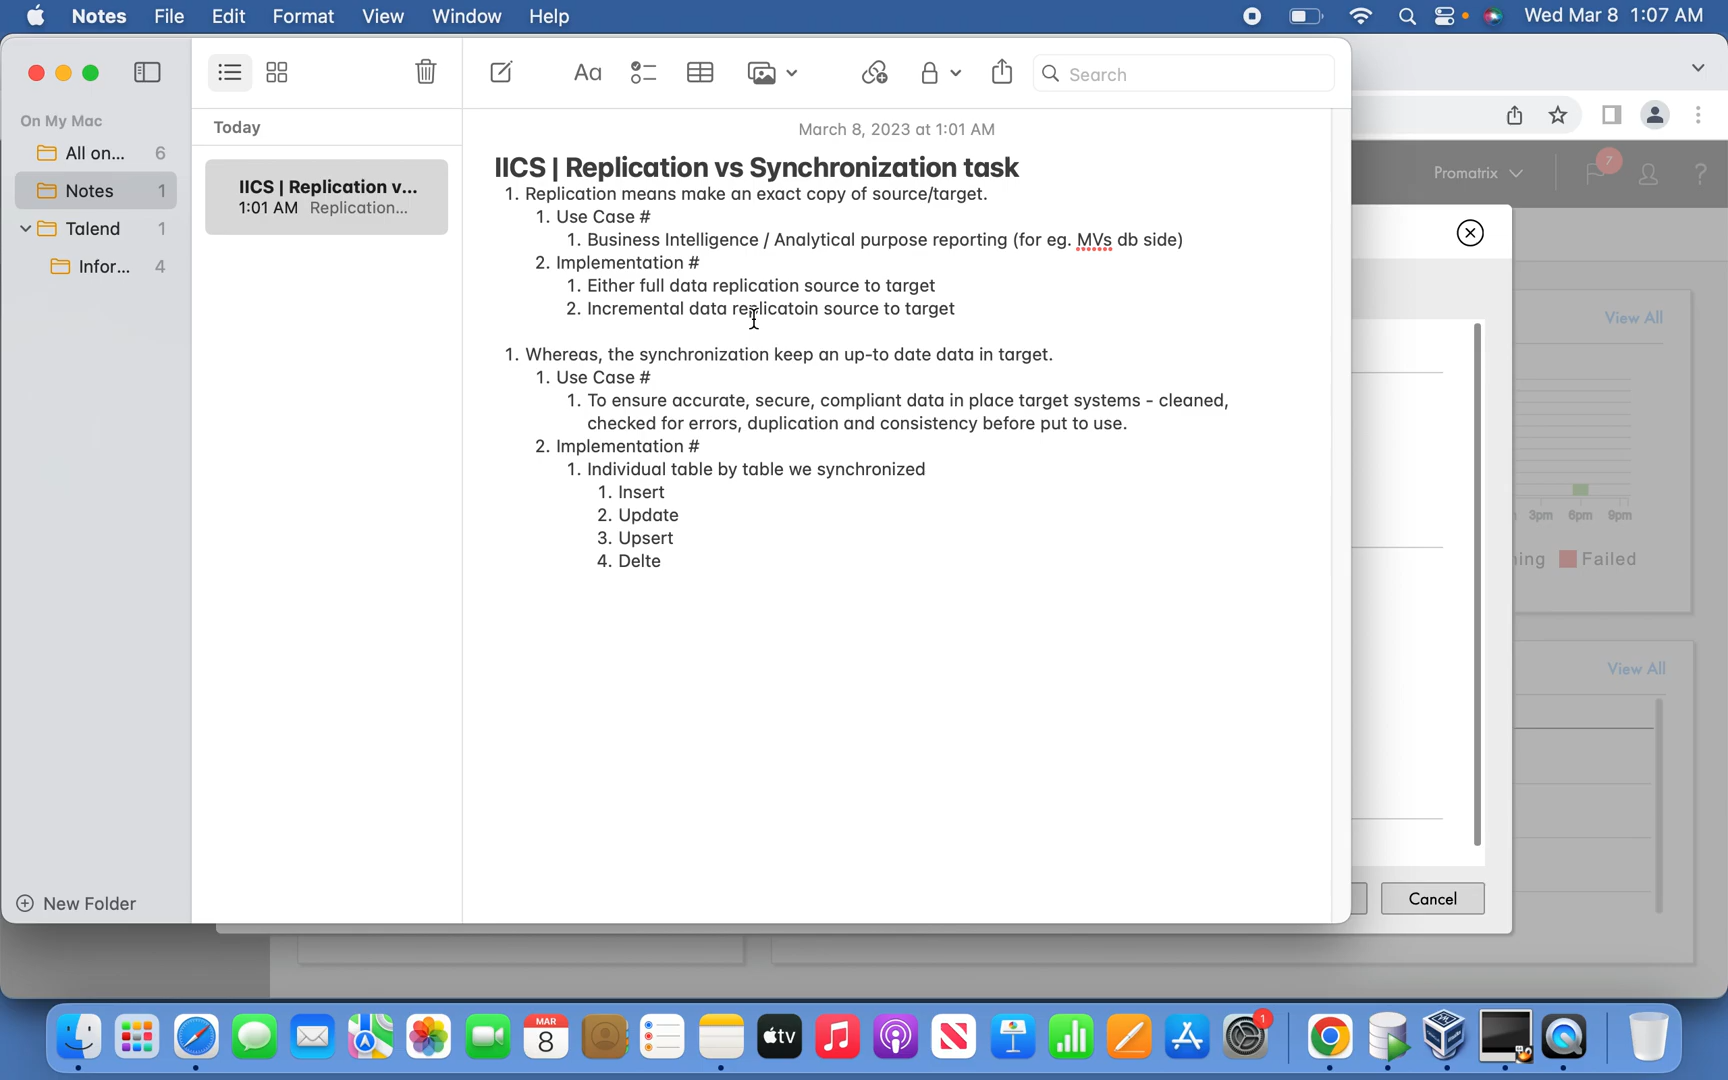 Notes File Edit Format View Window Help Wed Mar 8 1:07 AM
Aa Search
On My Mac
All on... 6
Notes 1
Talend 1
Infor... 4
New Folder
Today
IICS | Replication v...
1:01 AM Replication...
March 8, 2023 at 1:01 AM
IICS | Replication vs Synchronization task
1. Replication means make an exact copy of source/target.
1. Use Case #
1. Business Intelligence / Analytical purpose reporting (for eg. MVs db side)
2. Implementation #
1. Either full data replication source to target
2. Incremental data replicatoin source to target
1. Whereas, the synchronization keep an up-to date data in target.
1. Use Case #
1. To ensure accurate, secure, compliant data in place target systems - cleaned,
checked for errors, duplication and consistency before put to use.
2. Implementation #
1. Individual table by table we synchronized
1. Insert
2. Update
3. Upsert
4. Delte
Promatrix 7 ?
View All
3pm 6pm 9pm
Failed
View All
Cancel
MAR
8
tv
1